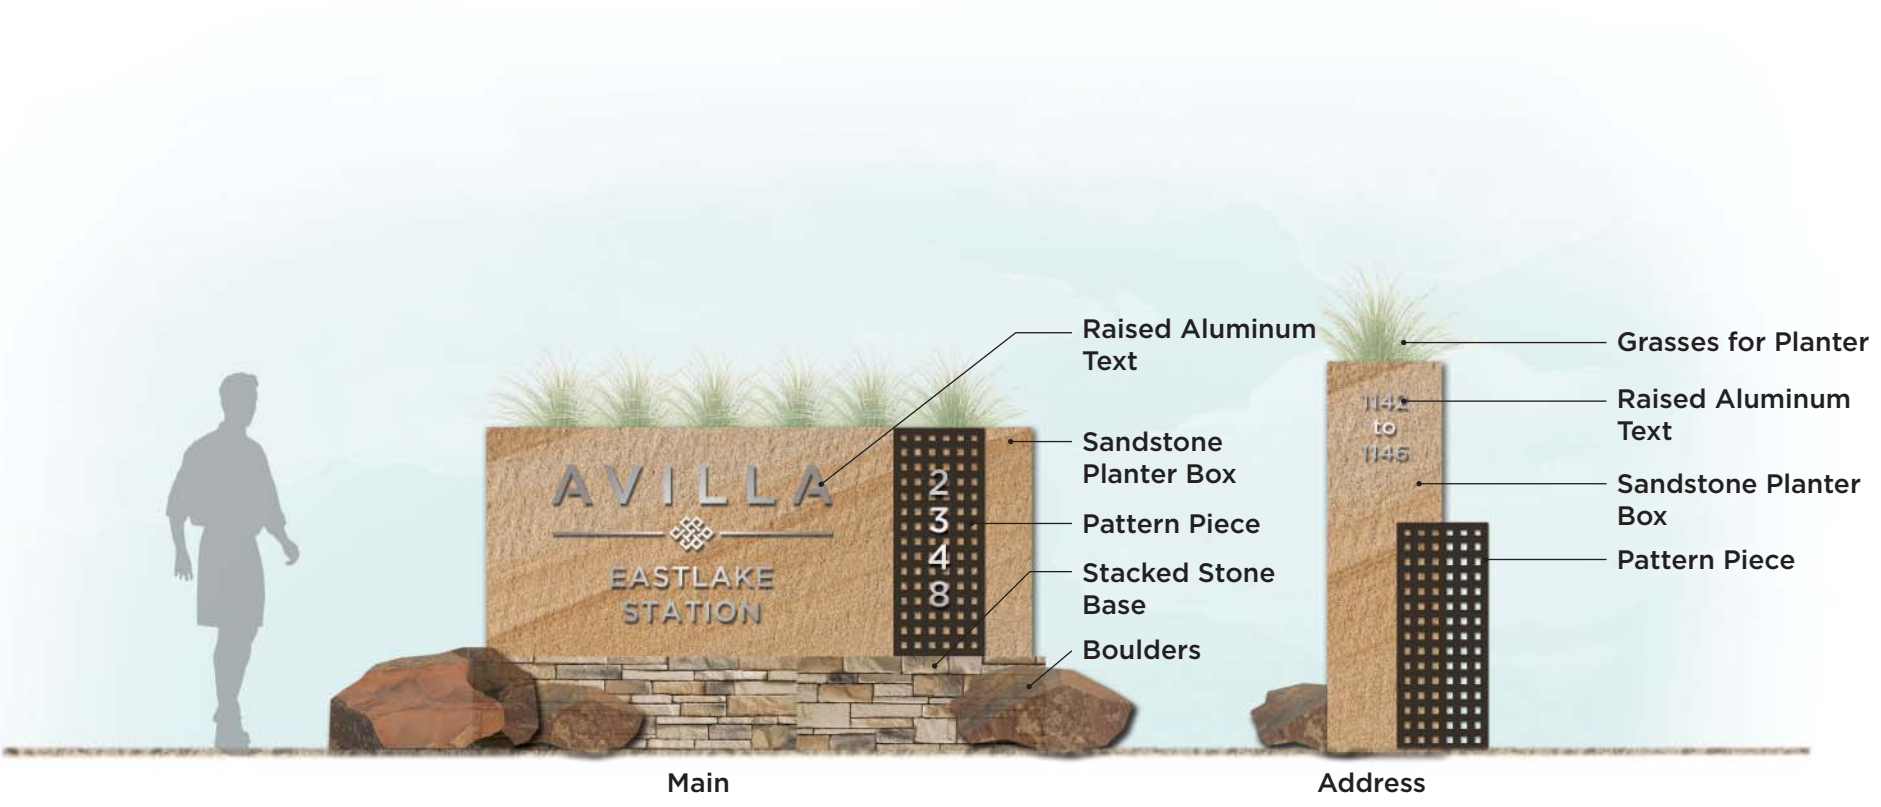 AVILLA
EASTLAKE
STATION
2
3
4
8
Raised Aluminum
Text
Sandstone
Planter Box
Pattern Piece
Stacked Stone
Base
Boulders
Main
1142
to
1146
Grasses for Planter
Raised Aluminum
Text
Sandstone Planter
Box
Pattern Piece
Address